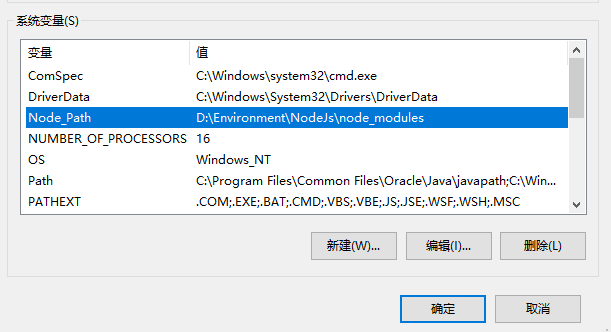 系统变量(S)
变量 值
ComSpec C:\Windows\system32\cmd.exe
DriverData C:\Windows\System32\Drivers\DriverData
Node_Path D:\Environment\NodeJs\node_modules
NUMBER_OF_PROCESSORS 16
OS Windows_NT
Path C:\Program Files\Common Files\Oracle\Java\javapath;C:\Win...
PATHEXT .COM;.EXE;.BAT;.CMD;.VBS;.VBE;.JS;.JSE;.WSF;.WSH;.MSC
新建(W)... 编辑(I)... 删除(L)
确定 取消